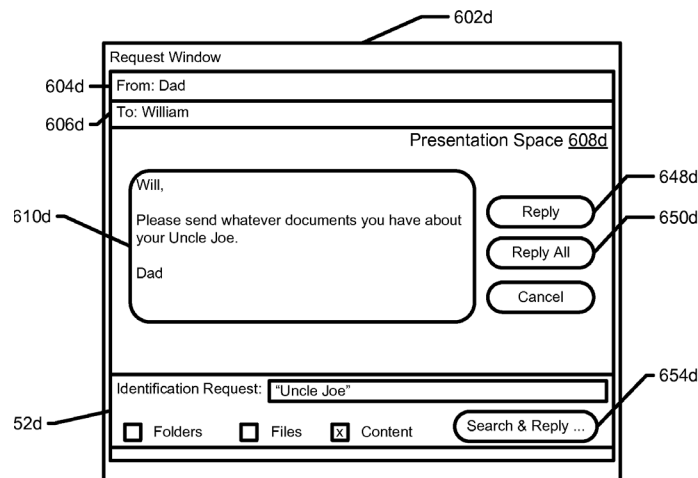 602d
Request Window
604d
From: Dad
606d
To: William
Presentation Space 608d
Will,
648d
Reply
610d
Please send whatever documents you have about
your Uncle Joe.
650d
Reply All
Dad
Cancel
654d
Identification Request:
"Uncle Joe"
52d
Folders
Files
x
Content
Search & Reply ...